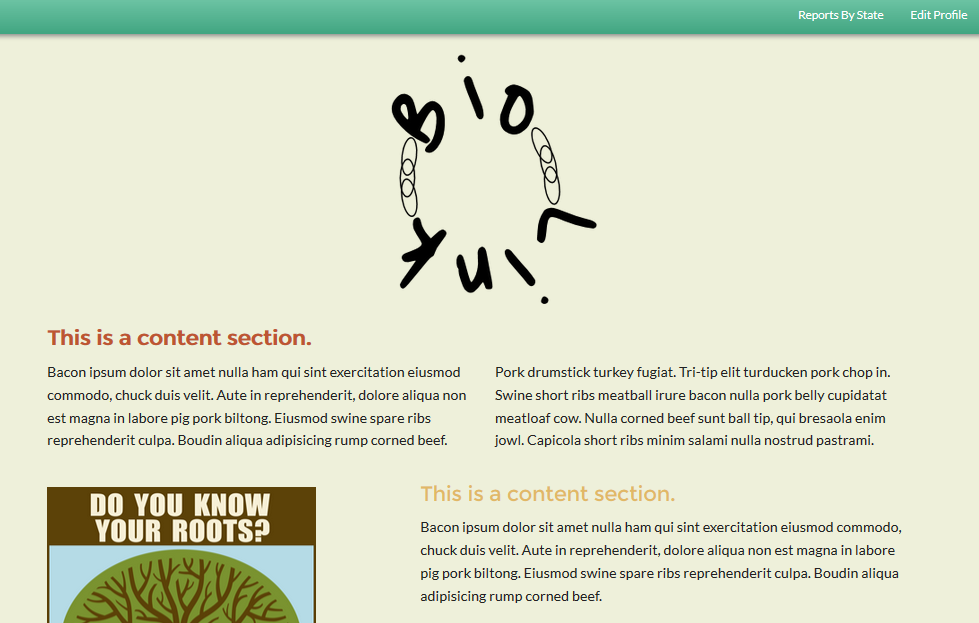 Reports By State Edit Profile
Bio
Link
This is a content section.
Bacon ipsum dolor sit amet nulla ham qui sint exercitation eiusmod
commodo, chuck duis velit. Aute in reprehenderit, dolore aliqua non
est magna in labore pig pork biltong. Eiusmod swine spare ribs
reprehenderit culpa. Boudin aliqua adipisicing rump corned beef.
Pork drumstick turkey fugiat. Tri-tip elit turducken pork chop in.
Swine short ribs meatball irure bacon nulla pork belly cupidatat
meatloaf cow. Nulla corned beef sunt ball tip, qui bresaola enim
jowl. Capicola short ribs minim salami nulla nostrud pastrami.
DO YOU KNOW
YOUR ROOTS?
This is a content section.
Bacon ipsum dolor sit amet nulla ham qui sint exercitation eiusmod commodo,
chuck duis velit. Aute in reprehenderit, dolore aliqua non est magna in labore
pig pork biltong. Eiusmod swine spare ribs reprehenderit culpa. Boudin aliqua
adipisicing rump corned beef.